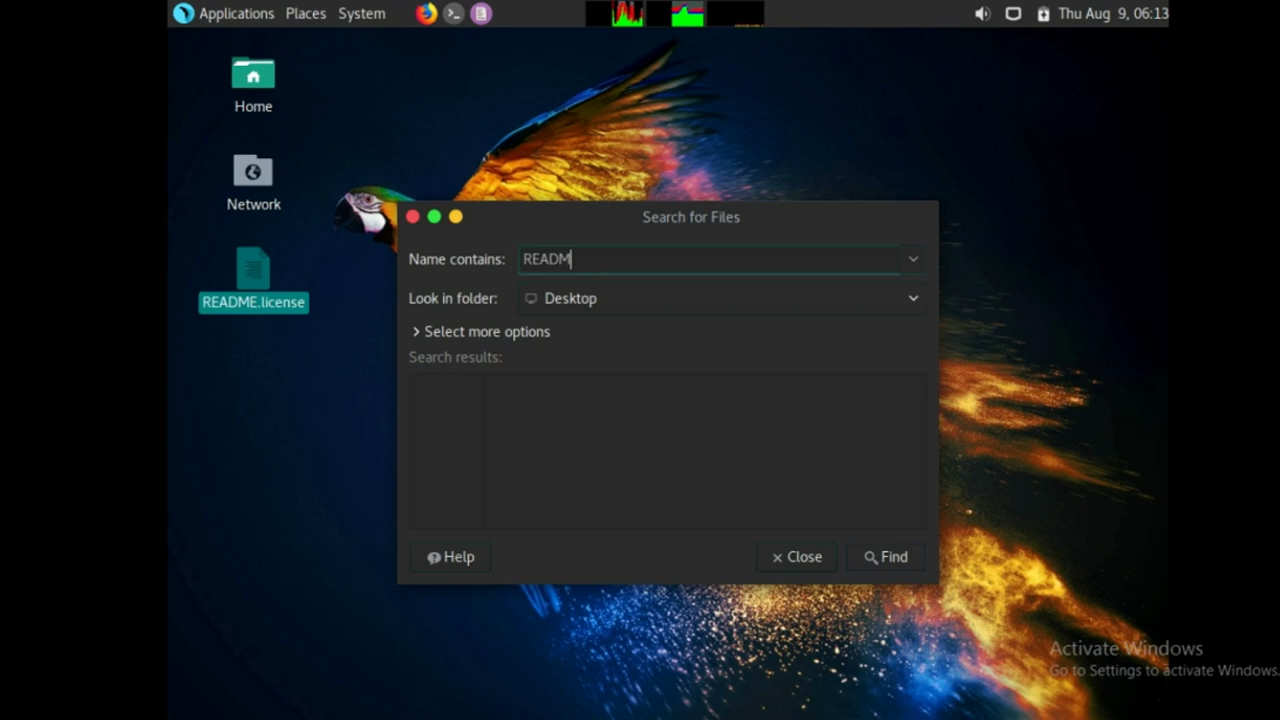 Applications Places System
Thu Aug 9, 06:13
Home
Network
README.license
Search for Files
Name contains: READM
Look in folder: Desktop
Select more options
Search results:
Help Close Find
Activate Windows
Go to Settings to activate Windows.